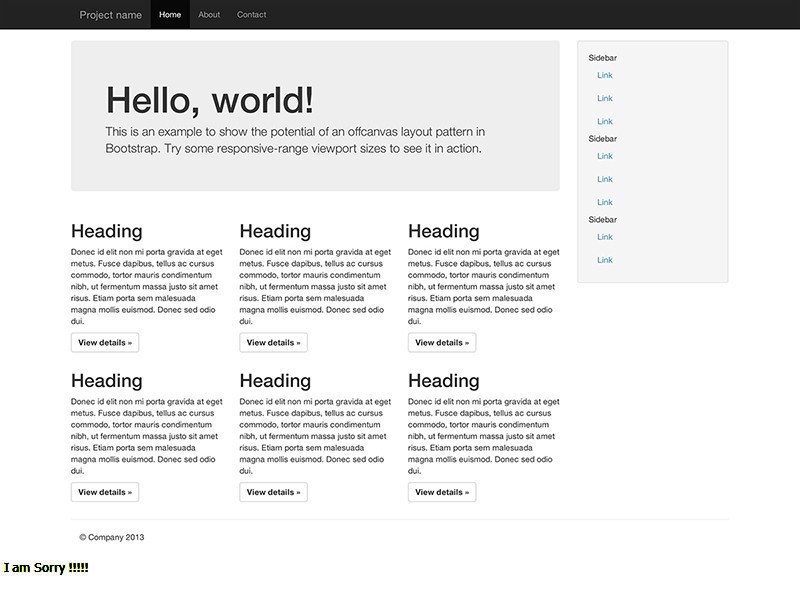 Project name Home About Contact
Hello, world!
This is an example to show the potential of an offcanvas layout pattern in
Bootstrap. Try some responsive-range viewport sizes to see it in action.
Sidebar
Link
Link
Link
Sidebar
Link
Link
Link
Sidebar
Link
Link
Heading
Donec id elit non mi porta gravida at eget
metus. Fusce dapibus, tellus ac cursus
commodo, tortor mauris condimentum
nibh, ut fermentum massa justo sit amet
risus. Etiam porta sem malesuada
magna mollis euismod. Donec sed odio
dui.
View details »
Heading
Donec id elit non mi porta gravida at eget
metus. Fusce dapibus, tellus ac cursus
commodo, tortor mauris condimentum
nibh, ut fermentum massa justo sit amet
risus. Etiam porta sem malesuada
magna mollis euismod. Donec sed odio
dui.
View details »
Heading
Donec id elit non mi porta gravida at eget
metus. Fusce dapibus, tellus ac cursus
commodo, tortor mauris condimentum
nibh, ut fermentum massa justo sit amet
risus. Etiam porta sem malesuada
magna mollis euismod. Donec sed odio
dui.
View details »
Heading
Donec id elit non mi porta gravida at eget
metus. Fusce dapibus, tellus ac cursus
commodo, tortor mauris condimentum
nibh, ut fermentum massa justo sit amet
risus. Etiam porta sem malesuada
magna mollis euismod. Donec sed odio
dui.
View details »
Heading
Donec id elit non mi porta gravida at eget
metus. Fusce dapibus, tellus ac cursus
commodo, tortor mauris condimentum
nibh, ut fermentum massa justo sit amet
risus. Etiam porta sem malesuada
magna mollis euismod. Donec sed odio
dui.
View details »
Heading
Donec id elit non mi porta gravida at eget
metus. Fusce dapibus, tellus ac cursus
commodo, tortor mauris condimentum
nibh, ut fermentum massa justo sit amet
risus. Etiam porta sem malesuada
magna mollis euismod. Donec sed odio
dui.
View details »
© Company 2013
I am Sorry !!!!!